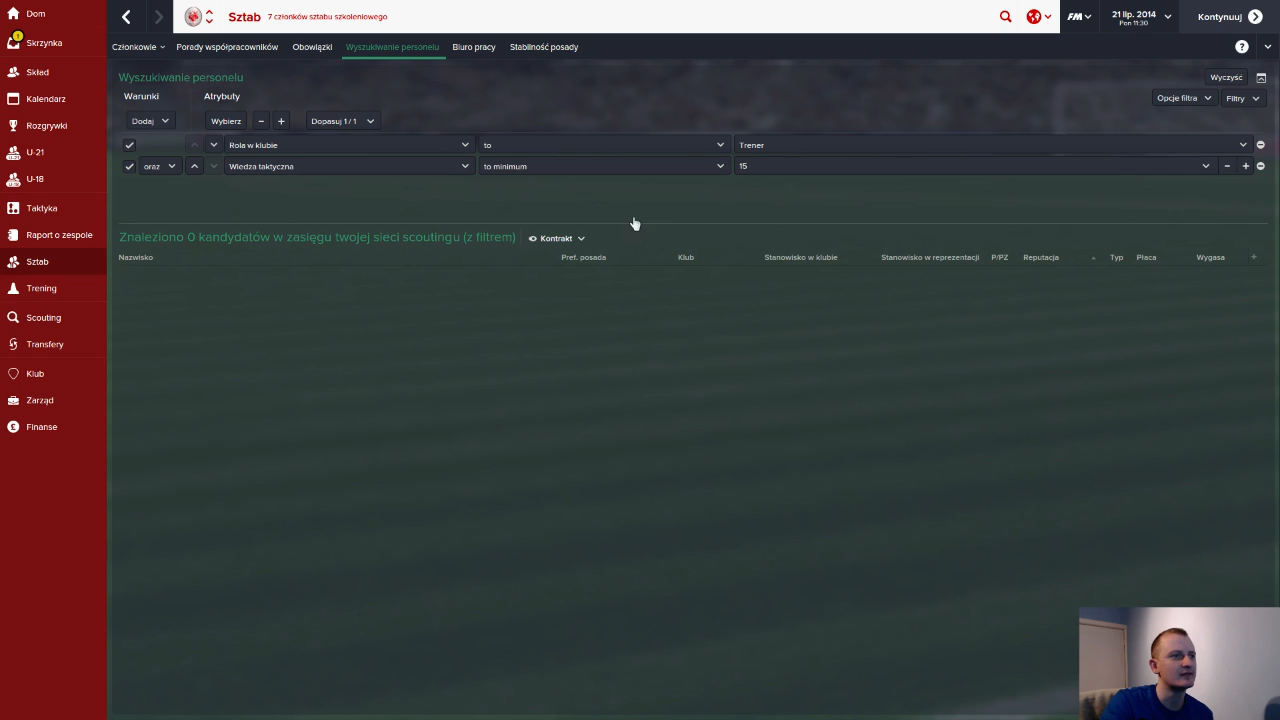 Dom
1
Skrzynka
Skład
Kalendarz
Rozgrywki
U-21
U-18
Taktyka
Raport o zespole
Sztab
Trening
Scouting
Transfery
Klub
Zarząd
Finanse
Sztab 7 członków sztabu szkoleniowego
FM
21 lip. 2014
Pon 11:30
Kontynuuj
Członkowie Porady współpracowników Obowiązki Wyszukiwanie personelu Biuro pracy Stabilność posady
?
Wyszukiwanie personelu
Wyczyść
Warunki Atrybuty
Opcje filtra Filtry
Dodaj Wybierz - + Dopasuj 1/1
Rola w klubie to Trener
oraz Wiedza taktyczna to minimum 15 - +
Znaleziono 0 kandydatów w zasięgu twojej sieci scoutingu (z filtrem) Kontrakt
Nazwisko Pref. posada Klub Stanowisko w klubie Stanowisko w reprezentacji P/PZ Reputacja Typ Płaca Wygasa +